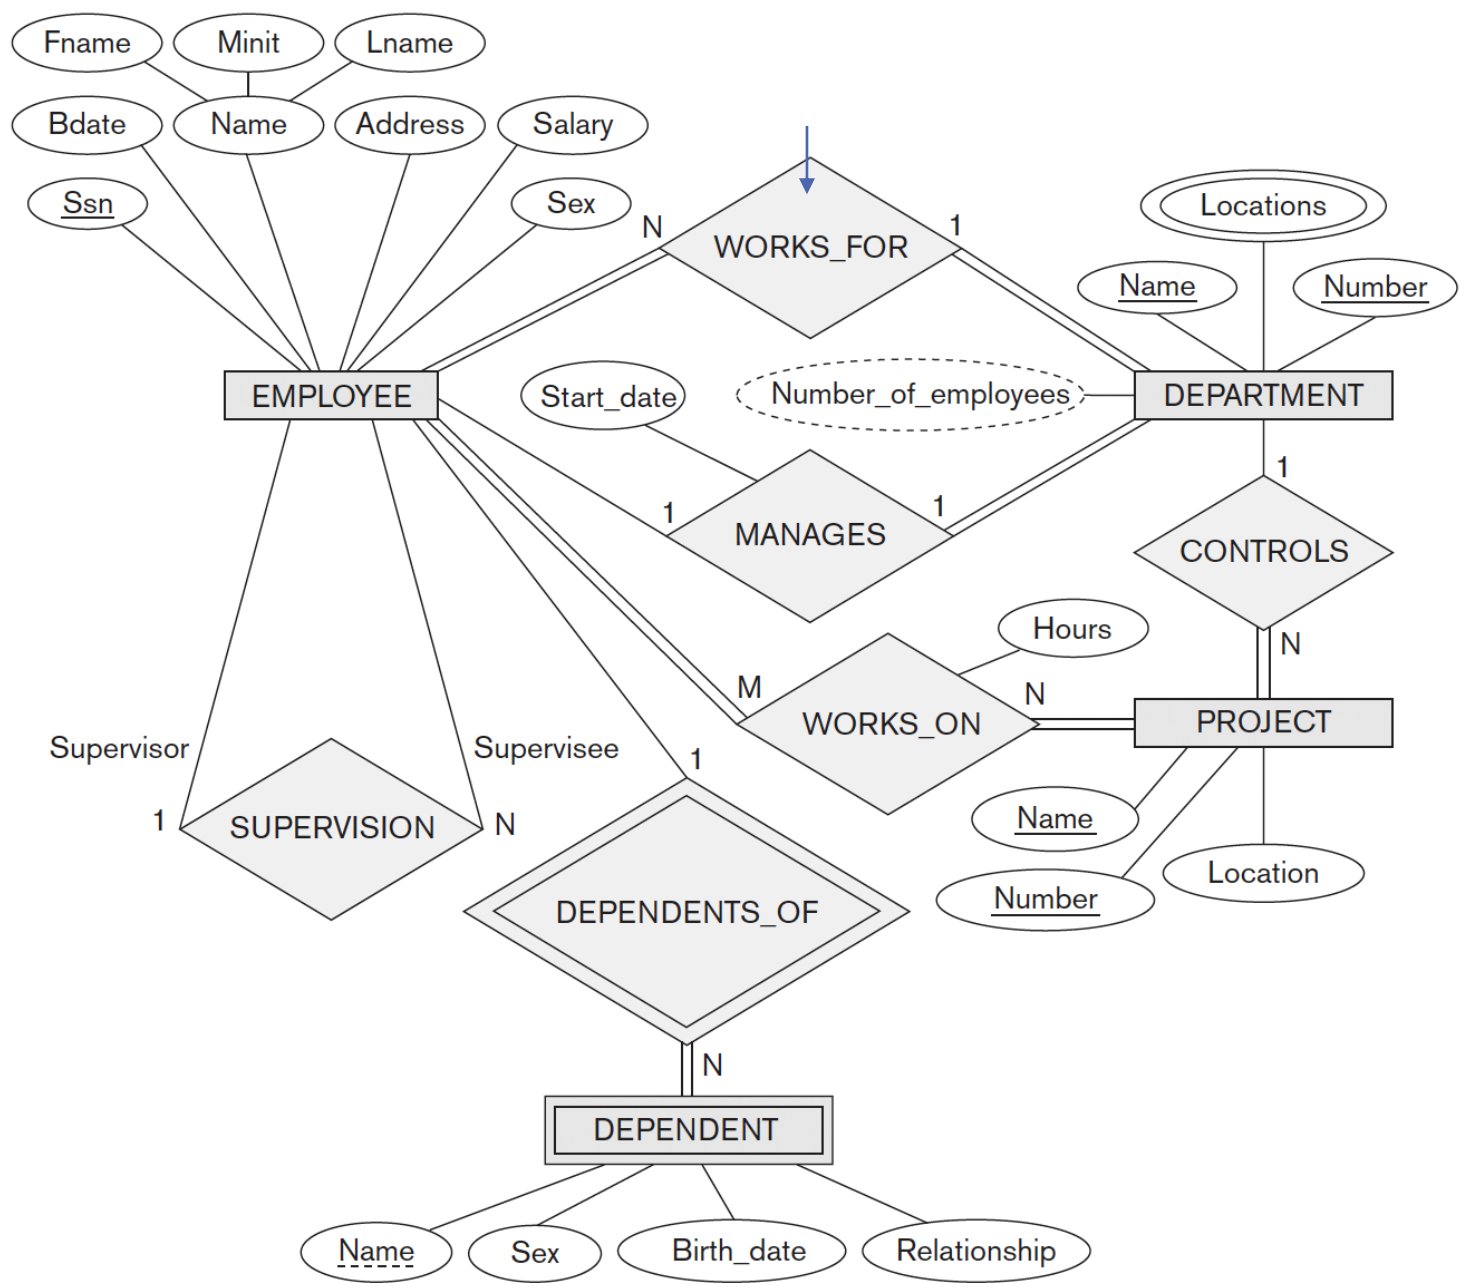 Fname
Minit
Lname
Bdate
Name
Address
Salary
Ssn
Sex
N
WORKS_FOR
1
Locations
Name
Number
EMPLOYEE
Start_date
Number_of_employees
DEPARTMENT
1
MANAGES
1
1
CONTROLS
N
Hours
M
WORKS_ON
N
PROJECT
Supervisor
Supervisee
1
SUPERVISION
N
1
Name
Number
Location
DEPENDENTS_OF
N
DEPENDENT
Name
Sex
Birth_date
Relationship